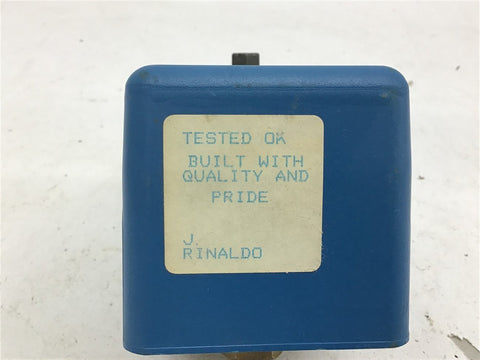 TESTED OK
BUILT WITH
QUALITY AND
PRIDE
J.
RINALDO